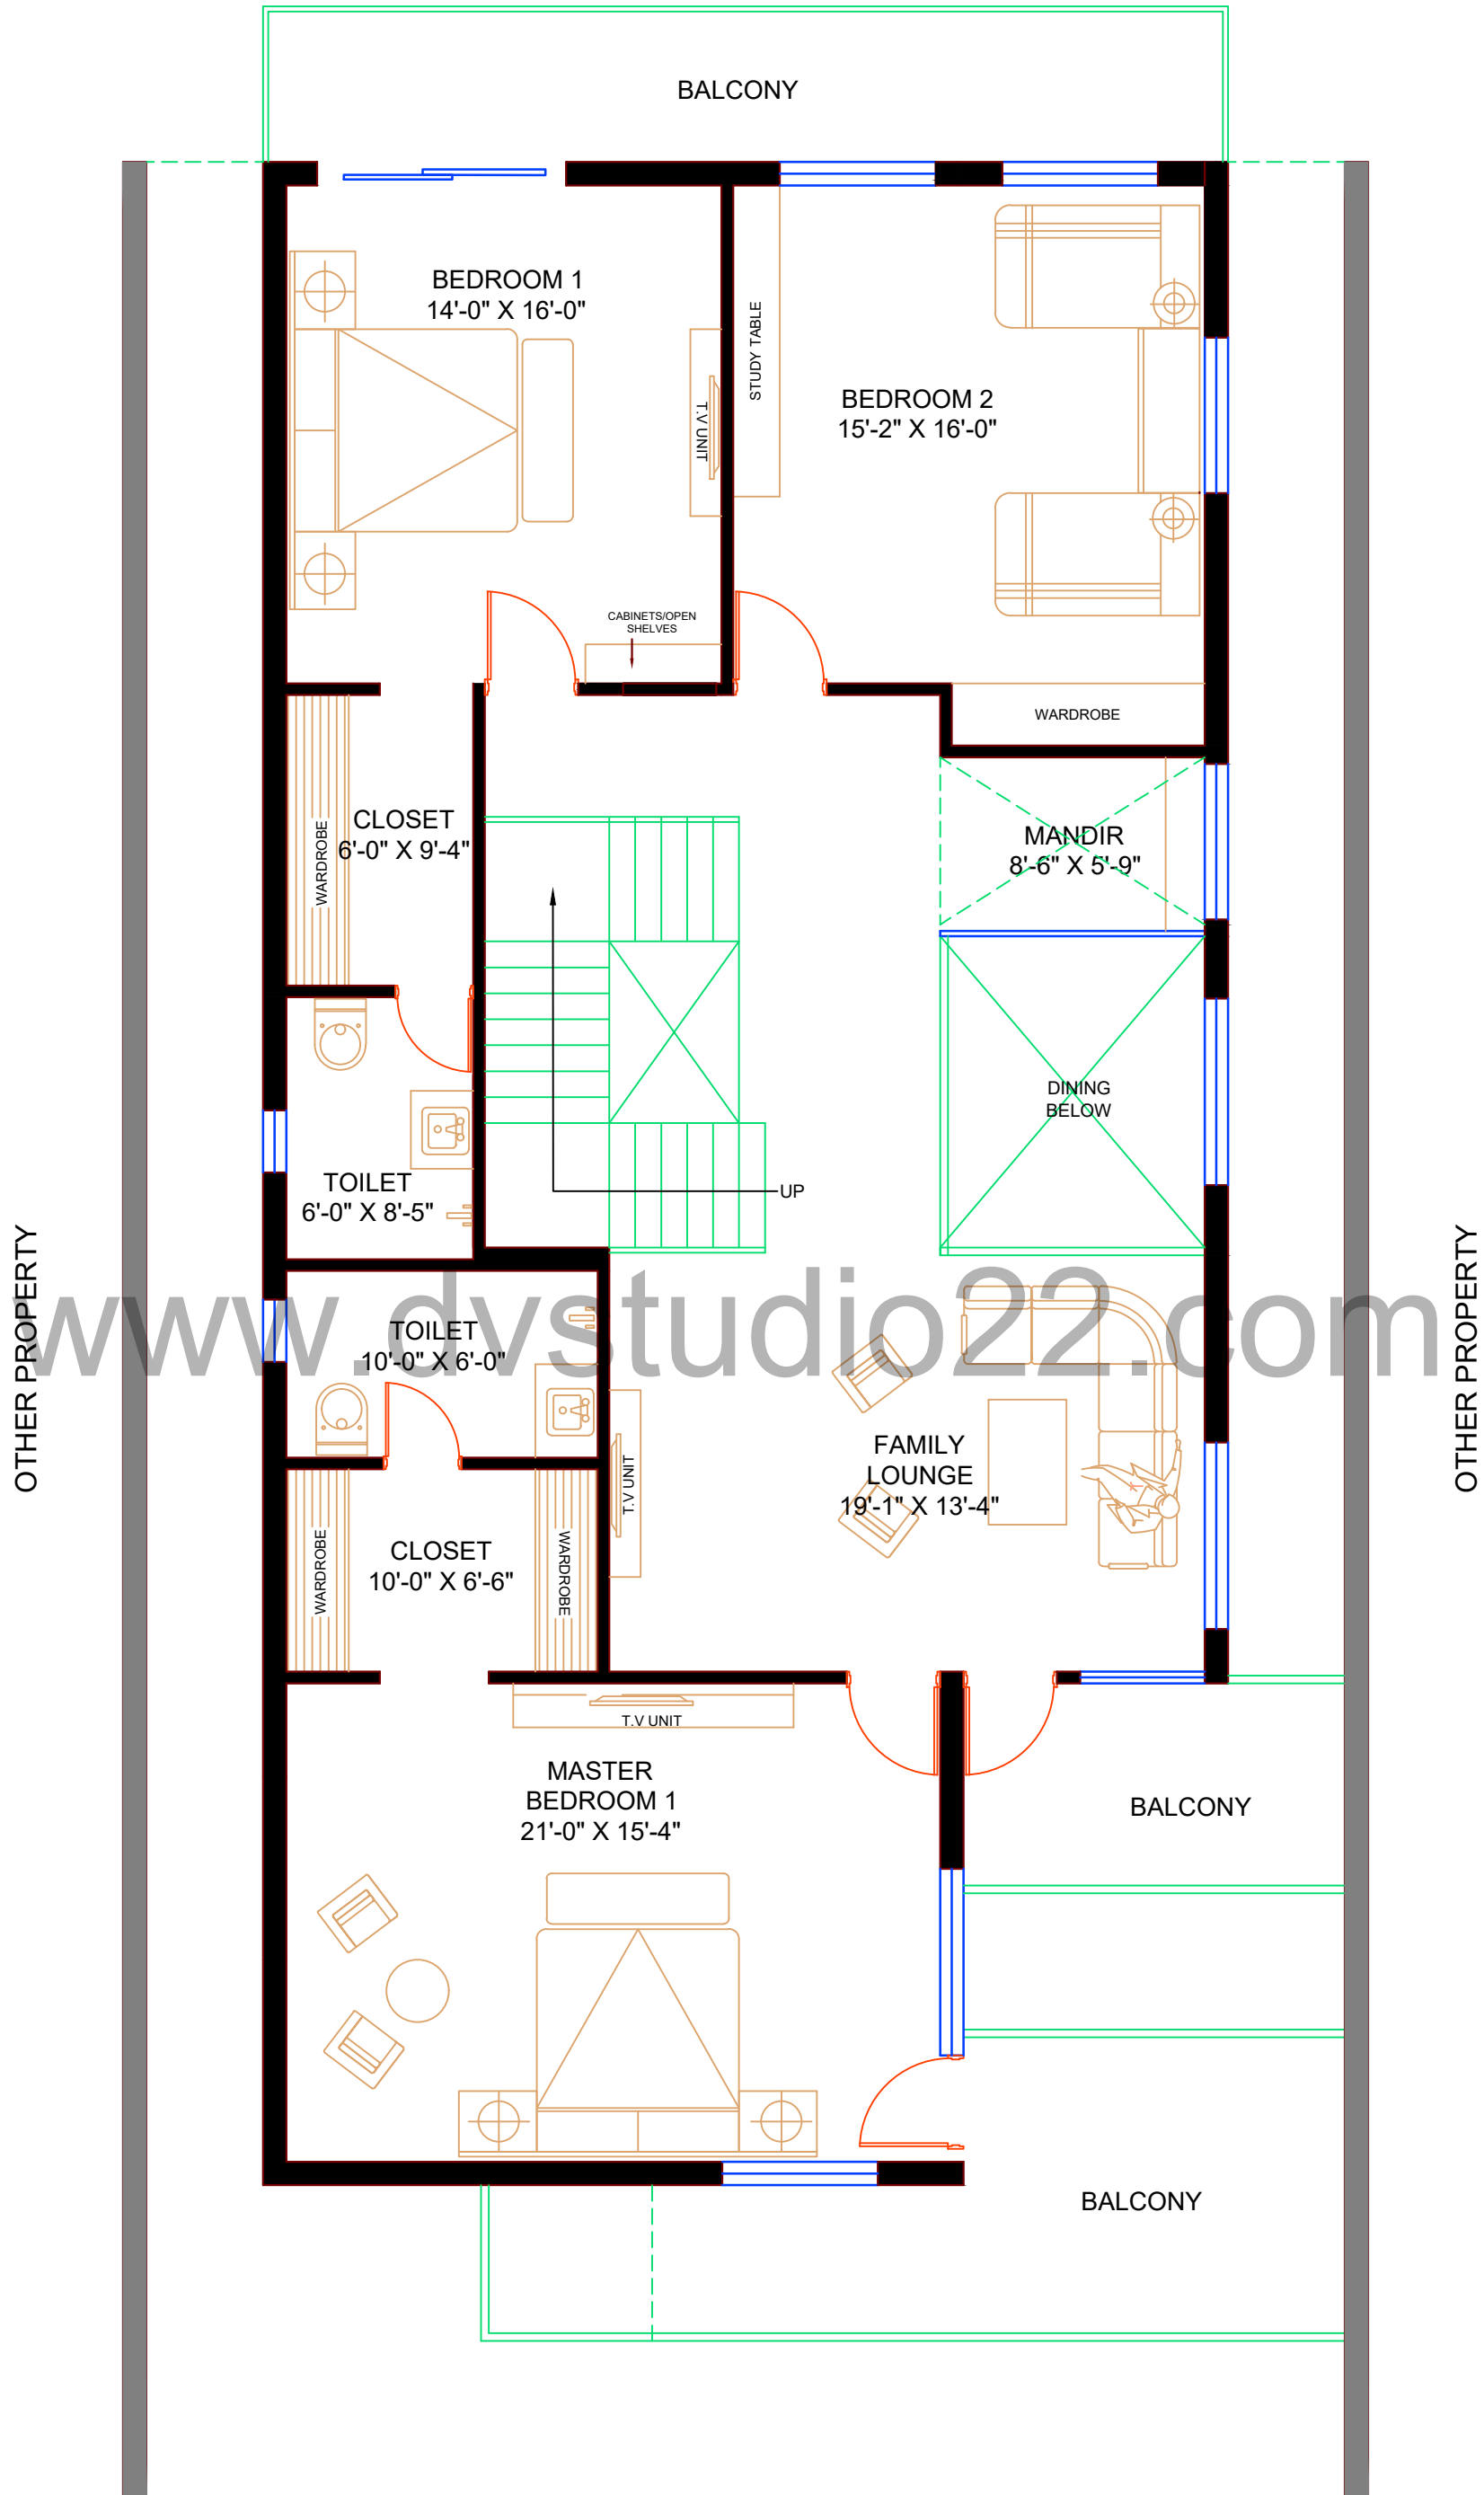 BALCONY
BEDROOM 1
14'-0" X 16'-0"
T.V UNIT
STUDY TABLE
BEDROOM 2
15'-2" X 16'-0"
CABINETS/OPEN
SHELVES
WARDROBE
WARDROBE
CLOSET
6'-0" X 9'-4"
MANDIR
8'-6" X 5'-9"
DINING
BELOW
UP
TOILET
6'-0" X 8'-5"
OTHER PROPERTY
OTHER PROPERTY
www.dvstudio22.com
TOILET
10'-0" X 6'-0"
T.V UNIT
FAMILY
LOUNGE
19'-1" X 13'-4"
WARDROBE
CLOSET
10'-0" X 6'-6"
WARDROBE
T.V UNIT
MASTER
BEDROOM 1
21'-0" X 15'-4"
BALCONY
BALCONY